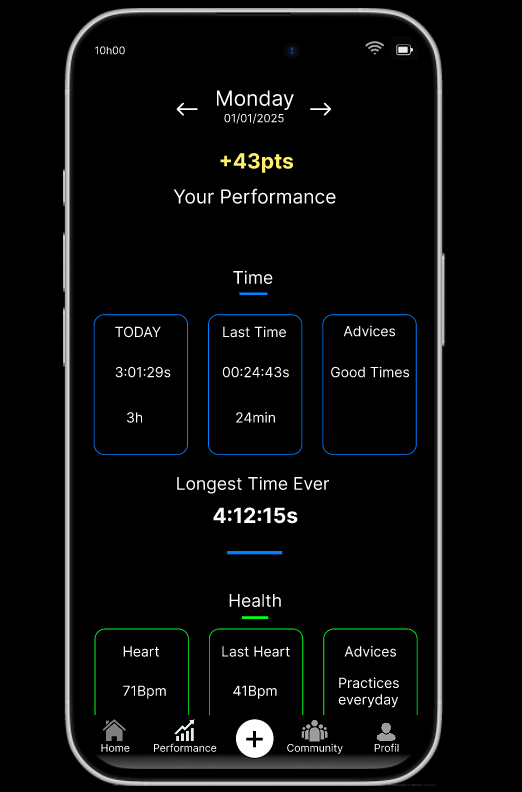 10h00
Monday
01/01/2025
+43pts
Your Performance
Time
TODAY
3:01:29s
3h
Last Time
00:24:43s
24min
Advices
Good Times
Longest Time Ever
4:12:15s
Health
Heart
71Bpm
Last Heart
41Bpm
Advices
Practices
everyday
Home
Performance
+
Community
Profil